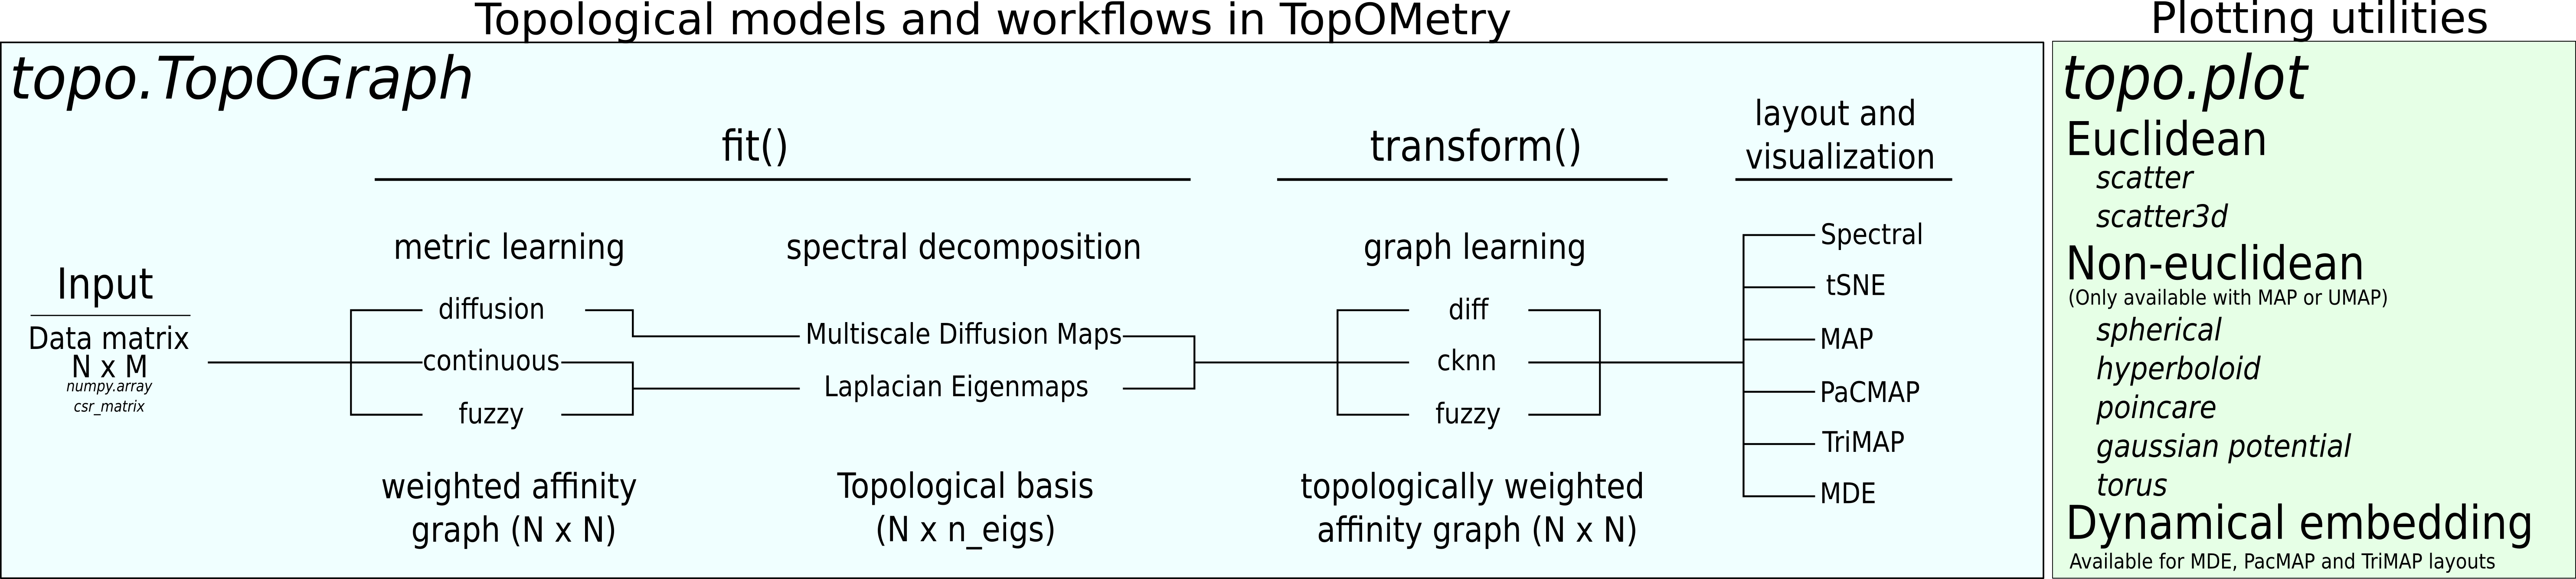 Topological models and workflows in TopOMetry
topo.TopOGraph
fit()
transform()
layout and
visualization
Input
Data matrix
N x M
numpy.array
csr_matrix
metric learning
diffusion
continuous
fuzzy
weighted affinity
graph (N x N)
spectral decomposition
Multiscale Diffusion Maps
Laplacian Eigenmaps
Topological basis
(N x n_eigs)
graph learning
diff
cknn
fuzzy
topologically weighted
affinity graph (N x N)
Spectral
tSNE
MAP
PaCMAP
TriMAP
MDE
Plotting utilities
topo.plot
Euclidean
scatter
scatter3d
Non-euclidean
(Only available with MAP or UMAP)
spherical
hyperboloid
poincare
gaussian potential
torus
Dynamical embedding
Available for MDE, PacMAP and TriMAP layouts